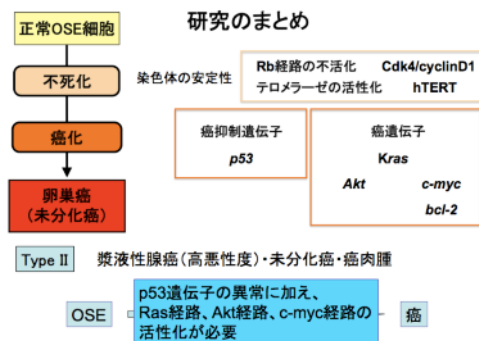 研究のまとめ
正常OSE細胞
不死化
染色体の安定性
Rb経路の不活化 Cdk4/cyclinD1
テロメラーゼの活性化 hTERT
癌化
癌抑制遺伝子
p53
癌遺伝子
Kras
Akt c-myc
bcl-2
卵巣癌
(未分化癌)
Type II 漿液性腺癌(高悪性度)・未分化癌・癌肉腫
OSE
p53遺伝子の異常に加え、
Ras経路、Akt経路、c-myc経路の
活性化が必要
癌